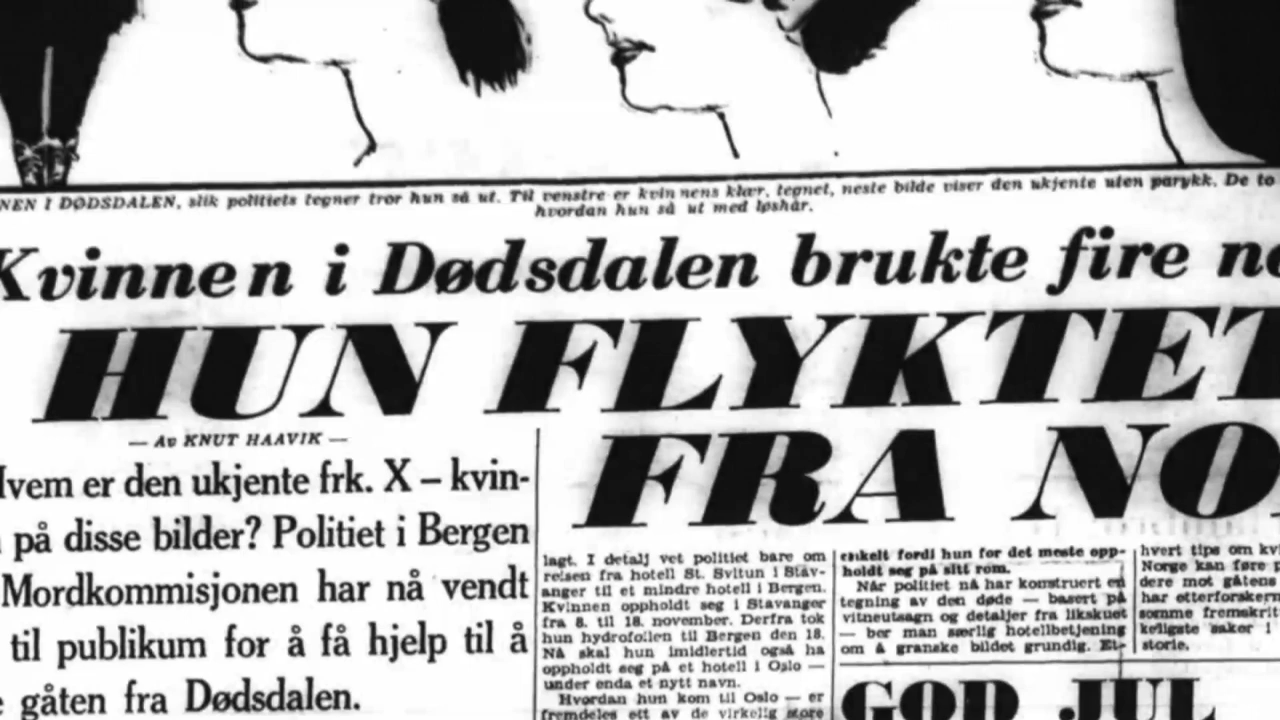 NEN I DØDSDALEN, slik politiets tegner tror hun så ut. Til venstre er kvinnens klær, tegnet, neste bilde viser den ukjente uten parykk. De to
hvordan hun så ut med løshår.
Kvinnen i Dødsdalen brukte fire
HUN FLYKTET
FRA
— Av KNUT HAAVIK —
Hvem er den ukjente frk. X – kvin-
på disse bilder? Politiet i Bergen
Mordkommisjonen har nå vendt
til publikum for å få hjelp til å
gåten fra Dødsdalen.
lagt. I detalj vet politiet bare om
reisen fra hotell St. Svitun i Stav-
anger til et mindre hotell i Bergen.
Kvinnen oppholdt seg i Stavanger
fra 8. til 18. november. Derfra tok
hun hydrofoilen til Bergen den 18.
Nå skal hun imidlertid også ha
oppholdt seg på et hotell i Oslo —
under enda et nytt navn.
Hvordan hun kom til Oslo — er
fremdeles ett av de virkelig store
enkelt fordi hun for det meste opp-
holdt seg på sitt rom.
Når politiet nå har konstruert en
tegning av den døde — basert på
vitneutsagn og detaljer fra likskuet
— ber man særlig hotellbetjening
om å granske bildet grundig. Et-
hvert tips om
Norge kan føre
dere mot gåtens
har etterforskern
somme fremskrit
keligste saker i
storie.
GOD JUL